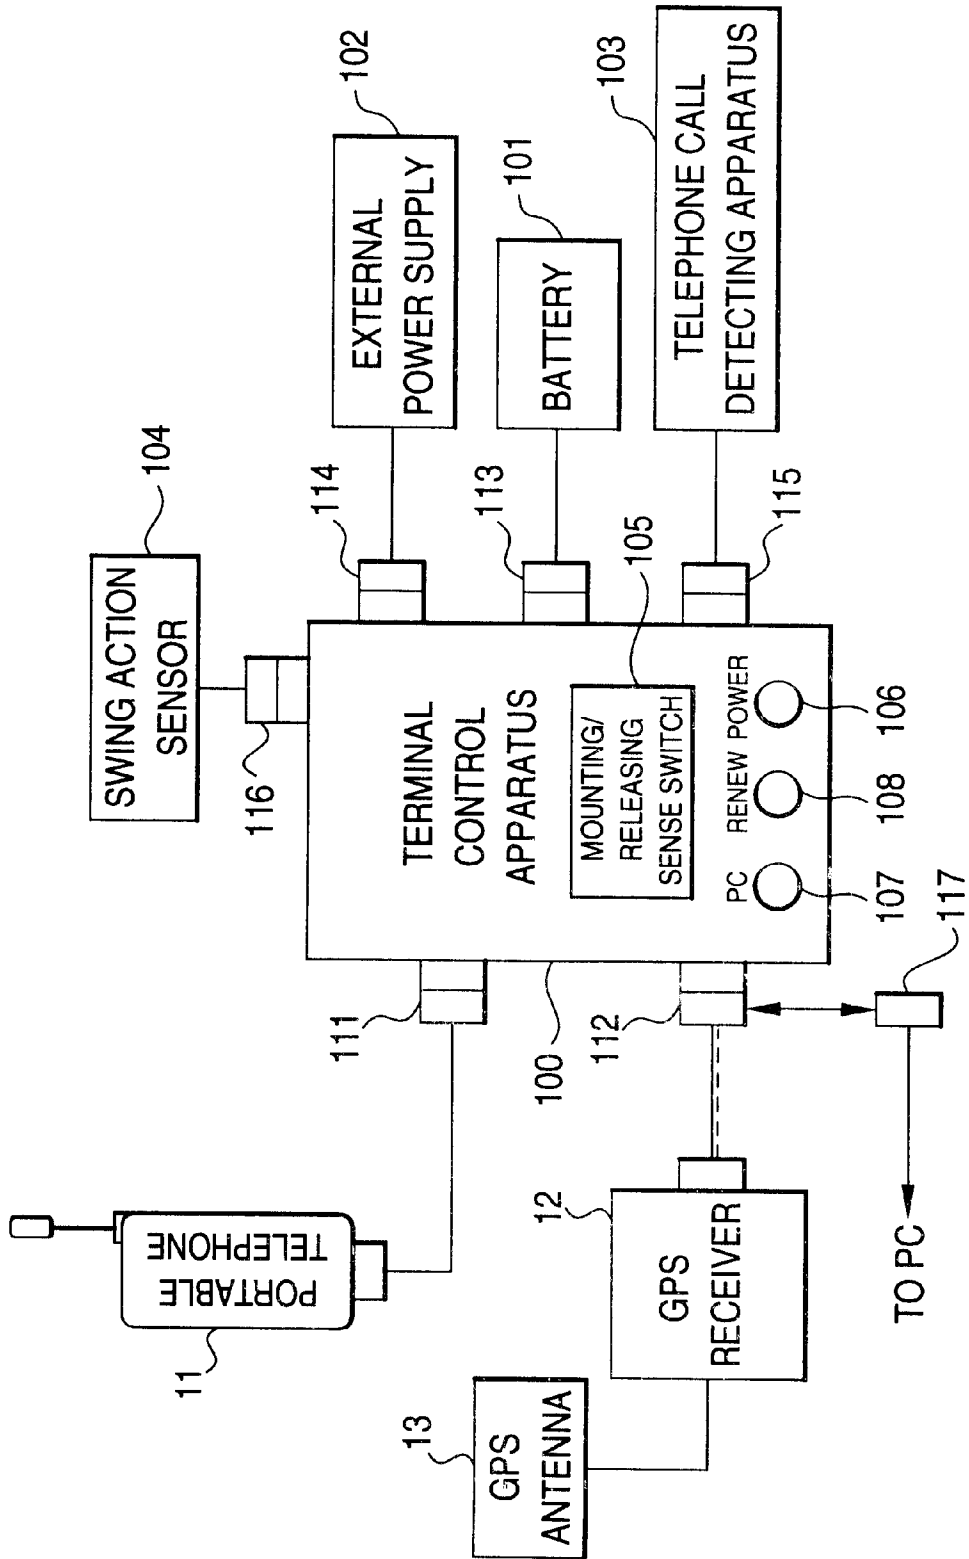 SWING ACTION
SENSOR
104
116
114
EXTERNAL
POWER SUPPLY
102
113
BATTERY
101
115
TELEPHONE CALL
DETECTING APPARATUS
103
TERMINAL
CONTROL
APPARATUS
105
MOUNTING/
RELEASING
SENSE SWITCH
PC
RENEW
POWER
107
108
106
100
111
112
117
TO PC
PORTABLE
TELEPHONE
11
12
GPS
RECEIVER
13
GPS
ANTENNA